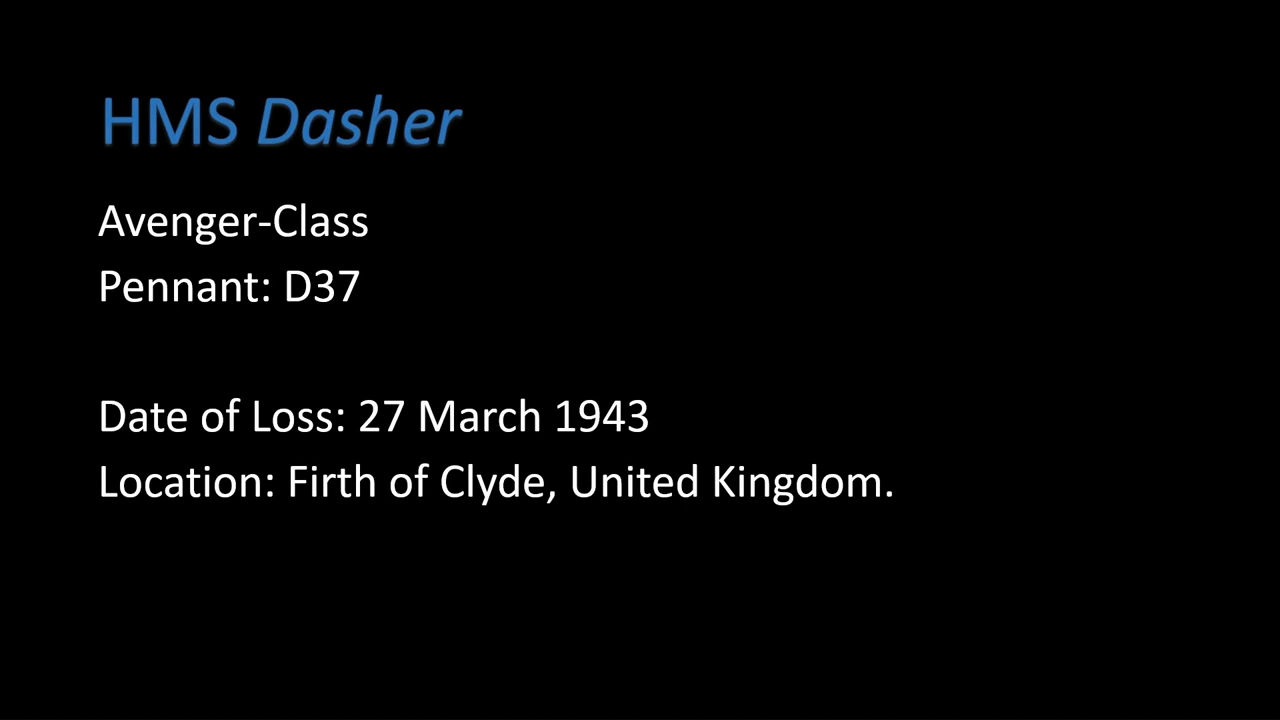 HMS Dasher
Avenger-Class
Pennant: D37
Date of Loss: 27 March 1943
Location: Firth of Clyde, United Kingdom.